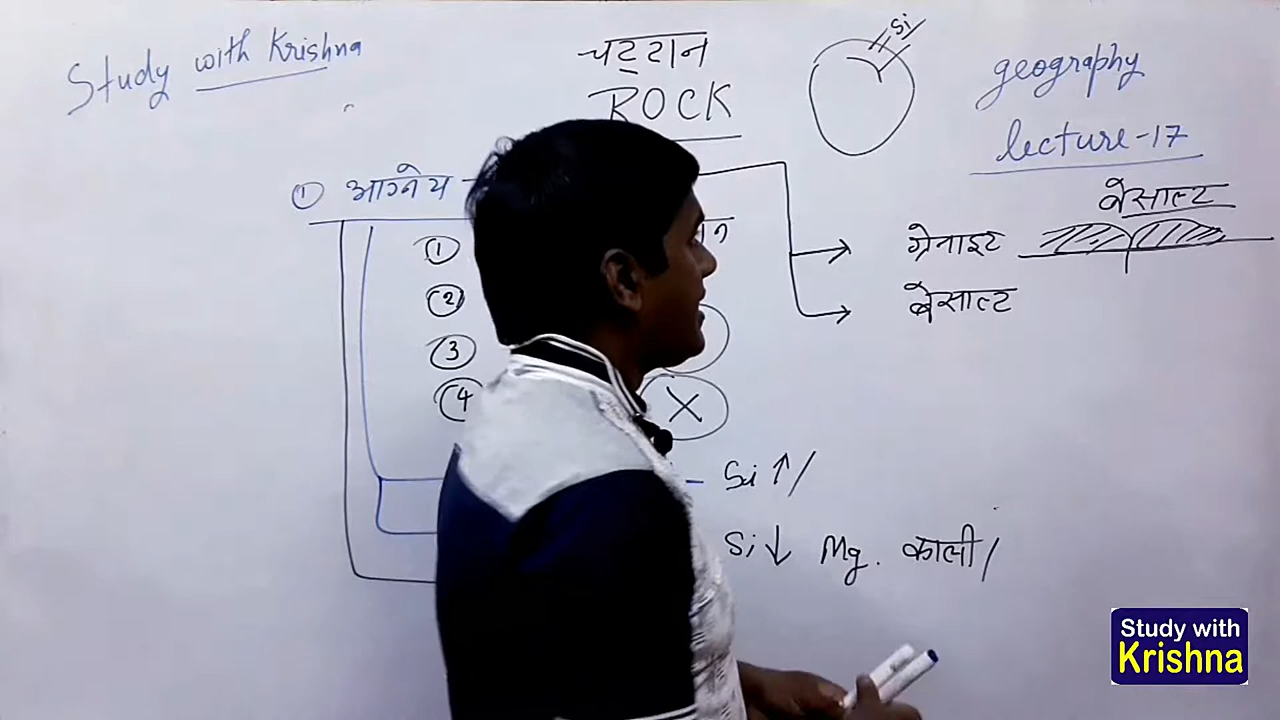 Study with Krishna
चट्टान
ROCK
Si
geography
lecture-17
① आग्नेय
①
②
③
④
बेसाल्ट
ग्रेनाइट
बेसाल्ट
X
Si ↑
Si ↓ Mg. काली
Study with
Krishna